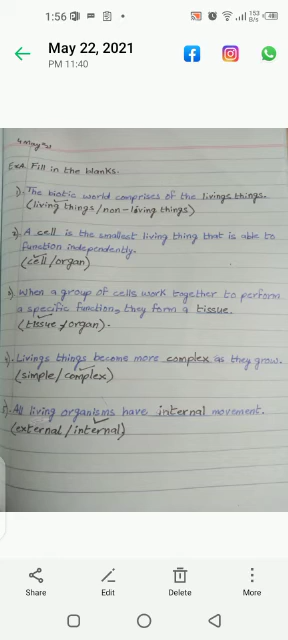 1:56
153 B/s
48
May 22, 2021
PM 11:40
4 May 21
Ex A. Fill in the blanks.
1). The biotic world comprises of the livings things.
(living things/non-living things)
2). A cell is the smallest living thing that is able to
function independently.
(cell/organ)
3). When a group of cells work together to perform
a specific function, they form a tissue.
(tissue/organ).
4). Livings things become more complex as they grow.
(simple/complex)
5). All living organisms have internal movement.
(external/internal)
Share
Edit
Delete
More